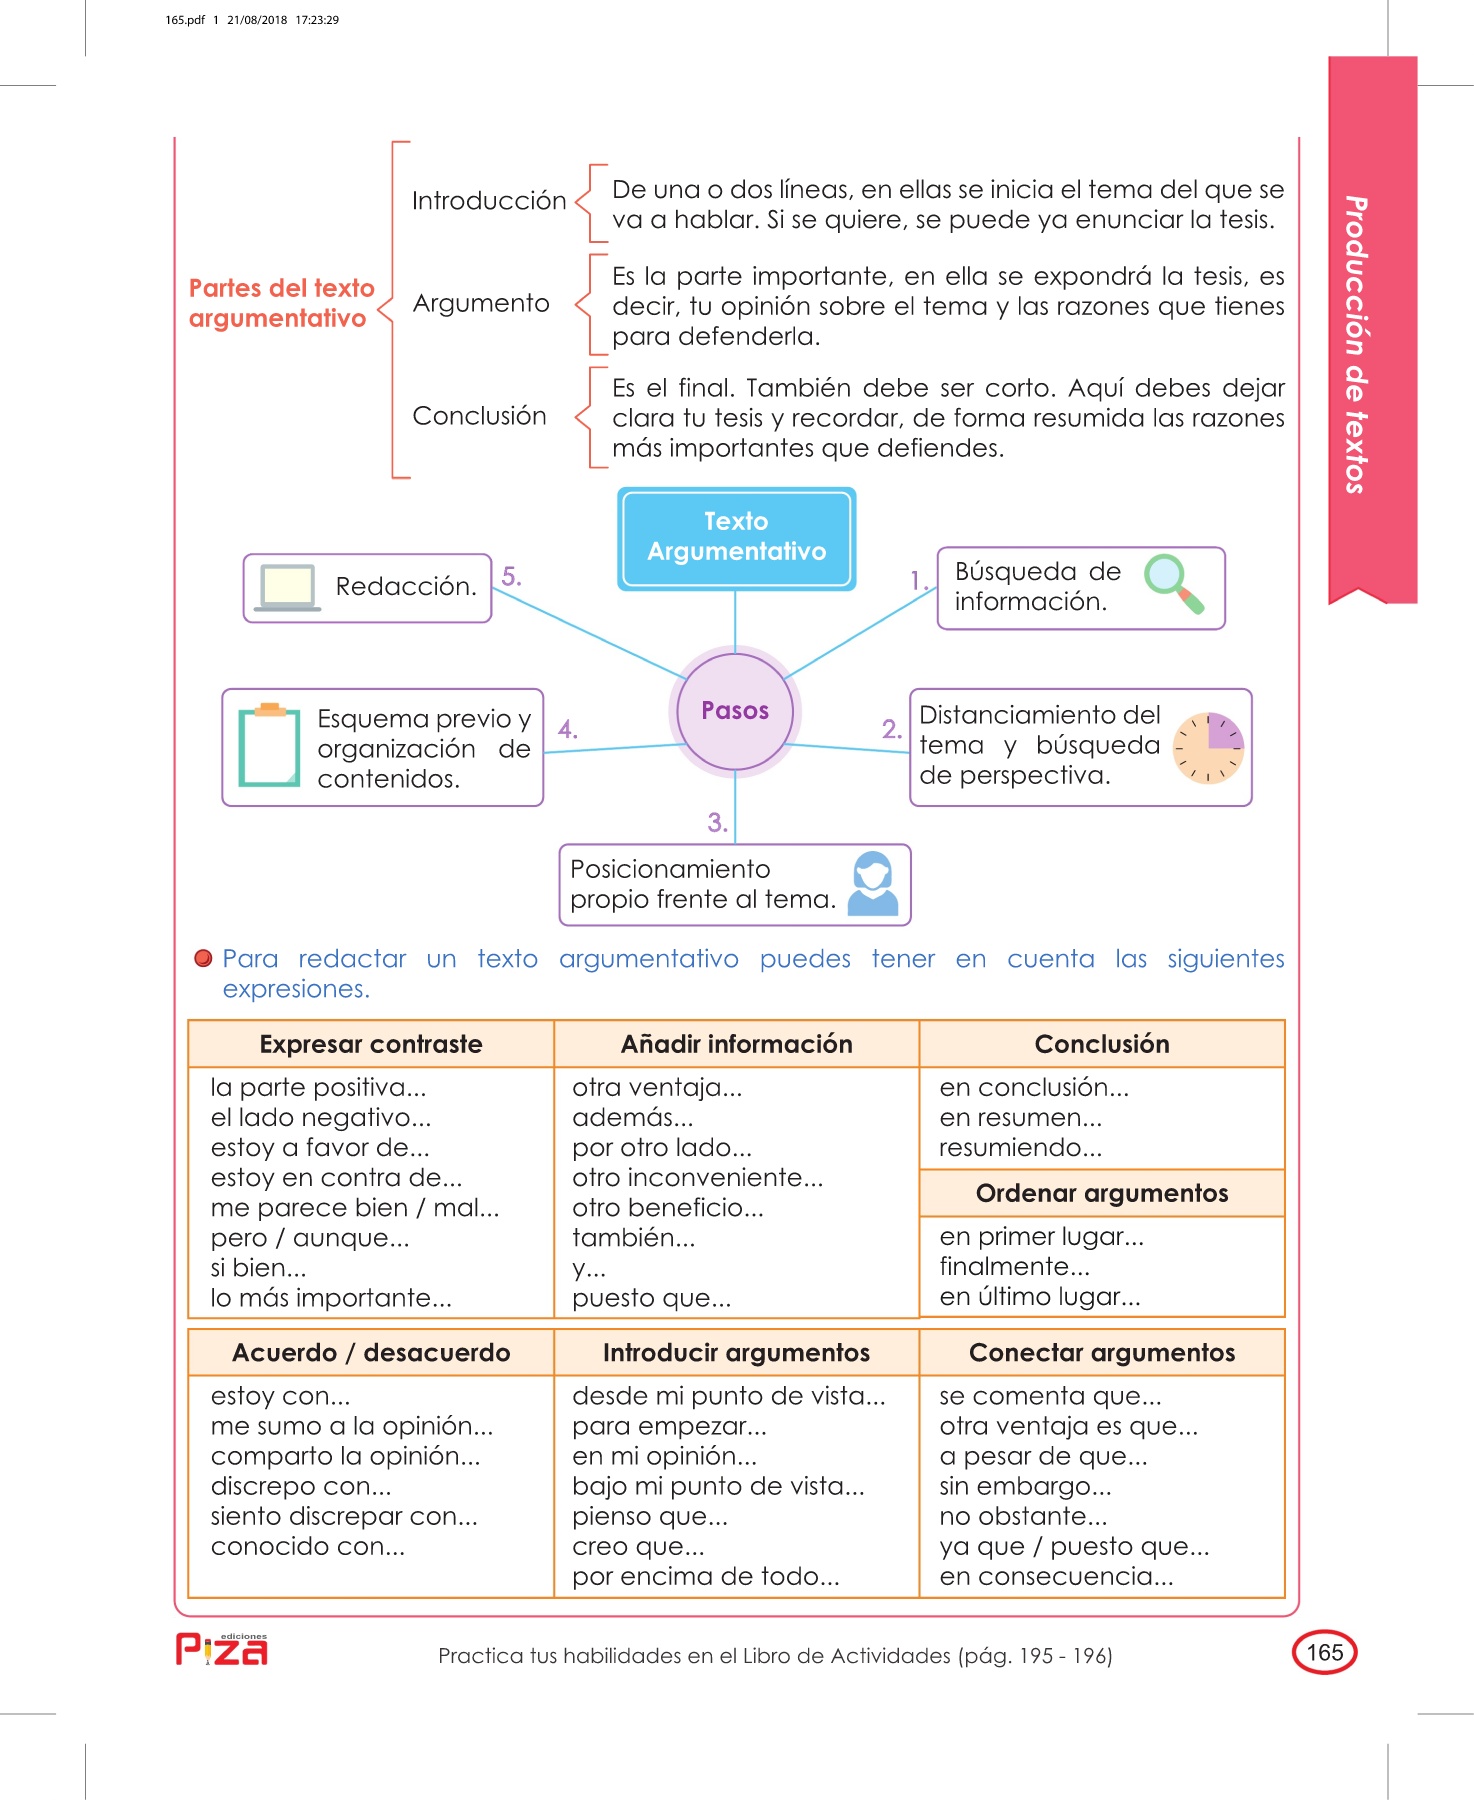 165.pdf 1 21/08/2018 17:23:29
Producción de textos
Partes del texto
argumentativo
Introducción
De una o dos líneas, en ellas se inicia el tema del que se
va a hablar. Si se quiere, se puede ya enunciar la tesis.
Argumento
Es la parte importante, en ella se expondrá la tesis, es
decir, tu opinión sobre el tema y las razones que tienes
para defenderla.
Conclusión
Es el final. También debe ser corto. Aquí debes dejar
clara tu tesis y recordar, de forma resumida las razones
más importantes que defiendes.
Texto
Argumentativo
Pasos
1.
Búsqueda de
información.
2.
Distanciamiento del
tema y búsqueda
de perspectiva.
3.
Posicionamiento
propio frente al tema.
4.
Esquema previo y
organización de
contenidos.
5.
Redacción.
Para redactar un texto argumentativo puedes tener en cuenta las siguientes
expresiones.
Expresar contraste
la parte positiva...
el lado negativo...
estoy a favor de...
estoy en contra de...
me parece bien / mal...
pero / aunque...
si bien...
lo más importante...
Añadir información
otra ventaja...
además...
por otro lado...
otro inconveniente...
otro beneficio...
también...
y...
puesto que...
Conclusión
en conclusión...
en resumen...
resumiendo...
Ordenar argumentos
en primer lugar...
finalmente...
en último lugar...
Acuerdo / desacuerdo
estoy con...
me sumo a la opinión...
comparto la opinión...
discrepo con...
siento discrepar con...
conocido con...
Introducir argumentos
desde mi punto de vista...
para empezar...
en mi opinión...
bajo mi punto de vista...
pienso que...
creo que...
por encima de todo...
Conectar argumentos
se comenta que...
otra ventaja es que...
a pesar de que...
sin embargo...
no obstante...
ya que / puesto que...
en consecuencia...
ediciones
Piza
Practica tus habilidades en el Libro de Actividades (pág. 195 - 196)
165